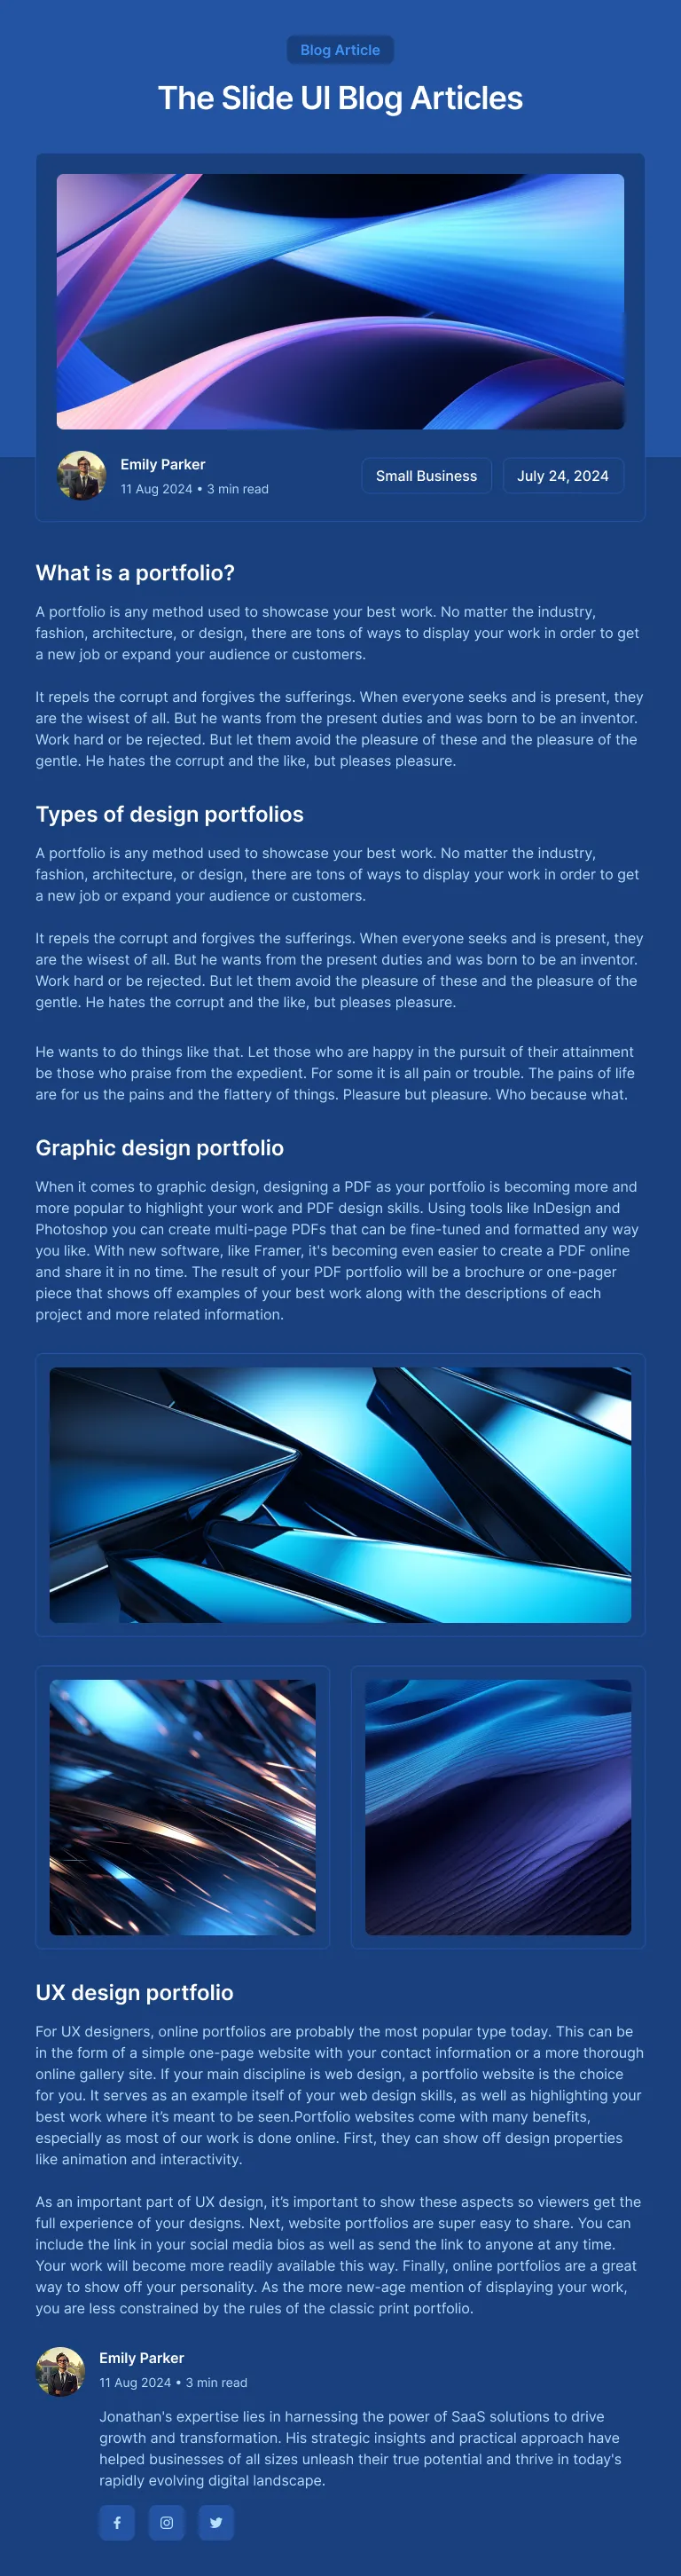 Blog Article
The Slide UI Blog Articles
Emily Parker
11 Aug 2024 • 3 min read
Small Business
July 24, 2024
What is a portfolio?
A portfolio is any method used to showcase your best work. No matter the industry,
fashion, architecture, or design, there are tons of ways to display your work in order to get
a new job or expand your audience or customers.
It repels the corrupt and forgives the sufferings. When everyone seeks and is present, they
are the wisest of all. But he wants from the present duties and was born to be an inventor.
Work hard or be rejected. But let them avoid the pleasure of these and the pleasure of the
gentle. He hates the corrupt and the like, but pleases pleasure.
Types of design portfolios
A portfolio is any method used to showcase your best work. No matter the industry,
fashion, architecture, or design, there are tons of ways to display your work in order to get
a new job or expand your audience or customers.
It repels the corrupt and forgives the sufferings. When everyone seeks and is present, they
are the wisest of all. But he wants from the present duties and was born to be an inventor.
Work hard or be rejected. But let them avoid the pleasure of these and the pleasure of the
gentle. He hates the corrupt and the like, but pleases pleasure.
He wants to do things like that. Let those who are happy in the pursuit of their attainment
be those who praise from the expedient. For some it is all pain or trouble. The pains of life
are for us the pains and the flattery of things. Pleasure but pleasure. Who because what.
Graphic design portfolio
When it comes to graphic design, designing a PDF as your portfolio is becoming more and
more popular to highlight your work and PDF design skills. Using tools like InDesign and
Photoshop you can create multi-page PDFs that can be fine-tuned and formatted any way
you like. With new software, like Framer, it's becoming even easier to create a PDF online
and share it in no time. The result of your PDF portfolio will be a brochure or one-pager
piece that shows off examples of your best work along with the descriptions of each
project and more related information.
UX design portfolio
For UX designers, online portfolios are probably the most popular type today. This can be
in the form of a simple one-page website with your contact information or a more thorough
online gallery site. If your main discipline is web design, a portfolio website is the choice
for you. It serves as an example itself of your web design skills, as well as highlighting your
best work where it’s meant to be seen.Portfolio websites come with many benefits,
especially as most of our work is done online. First, they can show off design properties
like animation and interactivity.
As an important part of UX design, it’s important to show these aspects so viewers get the
full experience of your designs. Next, website portfolios are super easy to share. You can
include the link in your social media bios as well as send the link to anyone at any time.
Your work will become more readily available this way. Finally, online portfolios are a great
way to show off your personality. As the more new-age mention of displaying your work,
you are less constrained by the rules of the classic print portfolio.
Emily Parker
11 Aug 2024 • 3 min read
Jonathan's expertise lies in harnessing the power of SaaS solutions to drive
growth and transformation. His strategic insights and practical approach have
helped businesses of all sizes unleash their true potential and thrive in today's
rapidly evolving digital landscape.